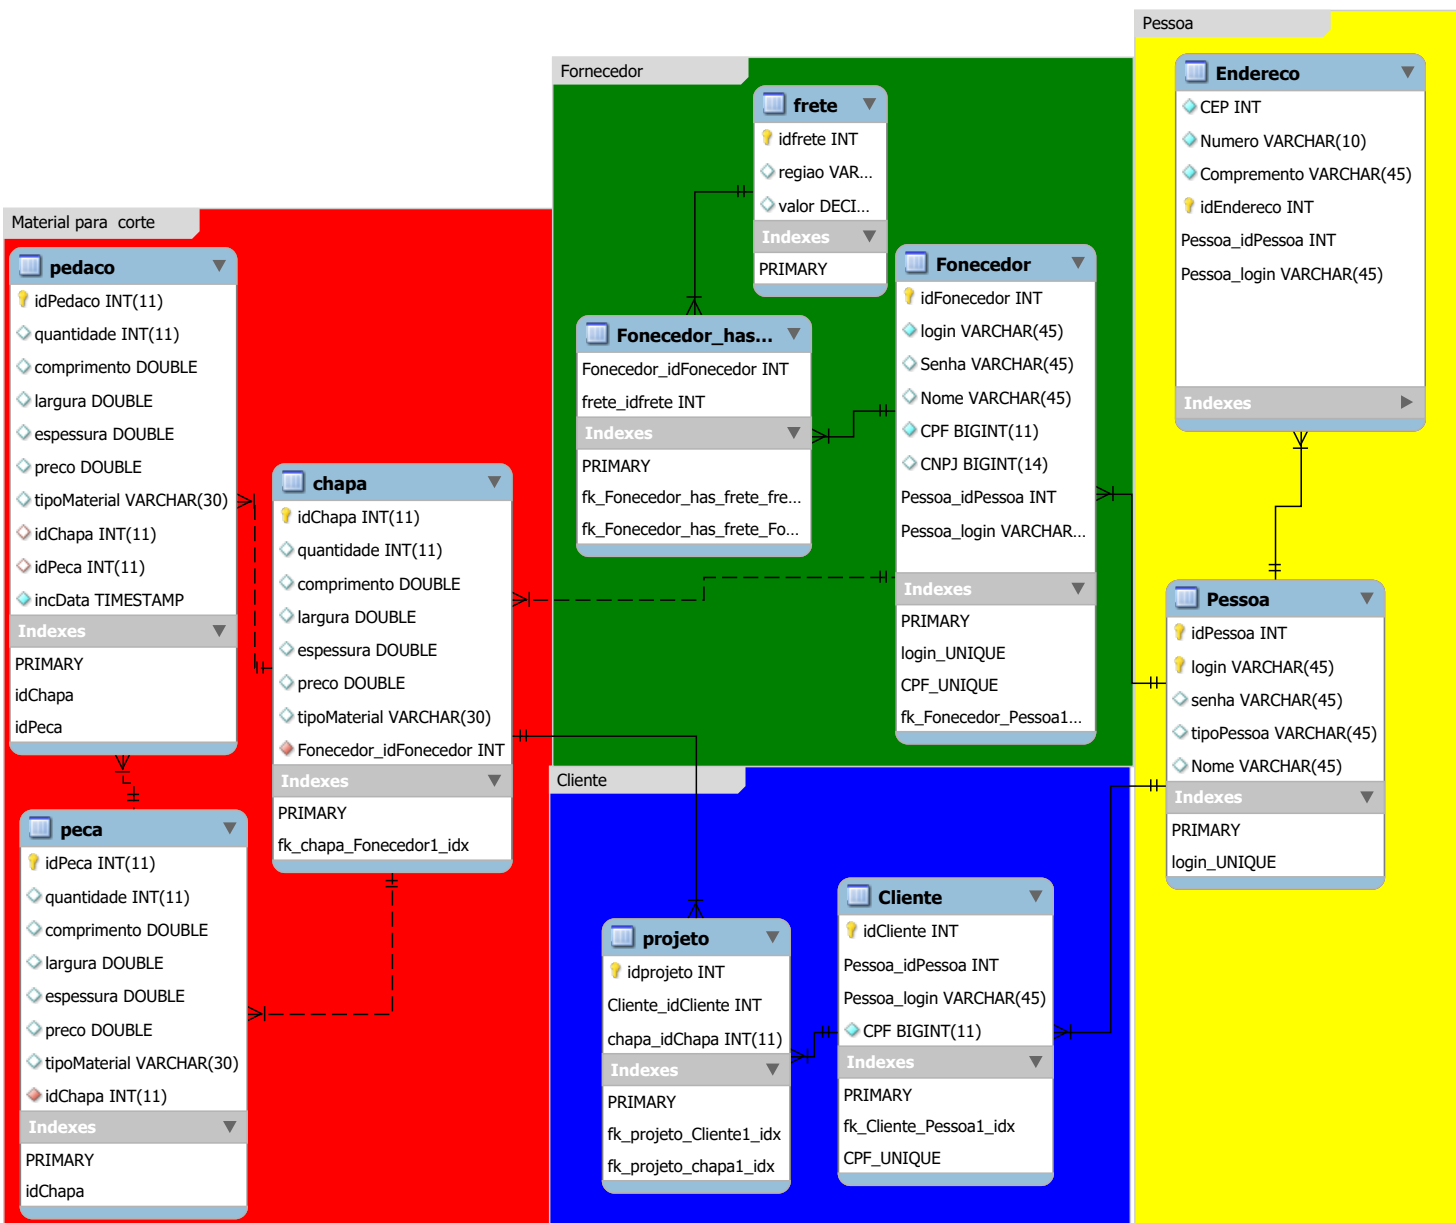 Material para  corte
pedaco
idPedaco INT(11)
quantidade INT(11)
comprimento DOUBLE
largura DOUBLE
espessura DOUBLE
preco DOUBLE
tipoMaterial VARCHAR(30)
idChapa INT(11)
idPeca INT(11)
incData TIMESTAMP
Indexes
PRIMARY
idChapa
idPeca
peca
idPeca INT(11)
quantidade INT(11)
comprimento DOUBLE
largura DOUBLE
espessura DOUBLE
preco DOUBLE
tipoMaterial VARCHAR(30)
idChapa INT(11)
Indexes
PRIMARY
idChapa
chapa
idChapa INT(11)
quantidade INT(11)
comprimento DOUBLE
largura DOUBLE
espessura DOUBLE
preco DOUBLE
tipoMaterial VARCHAR(30)
Fonecedor_idFonecedor INT
Indexes
PRIMARY
fk_chapa_Fonecedor1_idx
Fornecedor
frete
idfrete INT
regiao VAR...
valor DECI...
Indexes
PRIMARY
Fonecedor_has...
Fonecedor_idFonecedor INT
frete_idfrete INT
Indexes
PRIMARY
fk_Fonecedor_has_frete_fre...
fk_Fonecedor_has_frete_Fo...
Fonecedor
idFonecedor INT
login VARCHAR(45)
Senha VARCHAR(45)
Nome VARCHAR(45)
CPF BIGINT(11)
CNPJ BIGINT(14)
Pessoa_idPessoa INT
Pessoa_login VARCHAR...
Indexes
PRIMARY
login_UNIQUE
CPF_UNIQUE
fk_Fonecedor_Pessoa1...
Cliente
projeto
idprojeto INT
Cliente_idCliente INT
chapa_idChapa INT(11)
Indexes
PRIMARY
fk_projeto_Cliente1_idx
fk_projeto_chapa1_idx
Cliente
idCliente INT
Pessoa_idPessoa INT
Pessoa_login VARCHAR(45)
CPF BIGINT(11)
Indexes
PRIMARY
fk_Cliente_Pessoa1_idx
CPF_UNIQUE
Pessoa
Endereco
CEP INT
Numero VARCHAR(10)
Compremento VARCHAR(45)
idEndereco INT
Pessoa_idPessoa INT
Pessoa_login VARCHAR(45)
Indexes
Pessoa
idPessoa INT
login VARCHAR(45)
senha VARCHAR(45)
tipoPessoa VARCHAR(45)
Nome VARCHAR(45)
Indexes
PRIMARY
login_UNIQUE